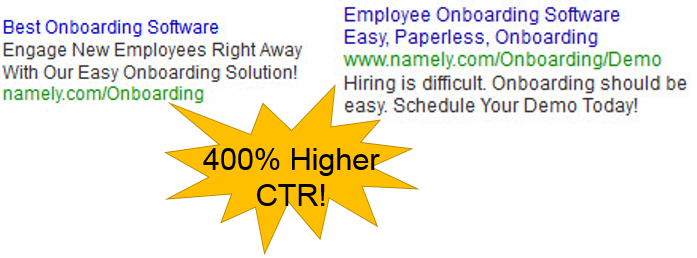 Best Onboarding Software
Engage New Employees Right Away
With Our Easy Onboarding Solution!
namely.com/Onboarding
Employee Onboarding Software
Easy, Paperless, Onboarding
www.namely.com/Onboarding/Demo
Hiring is difficult. Onboarding should be
easy. Schedule Your Demo Today!
400% Higher
CTR!